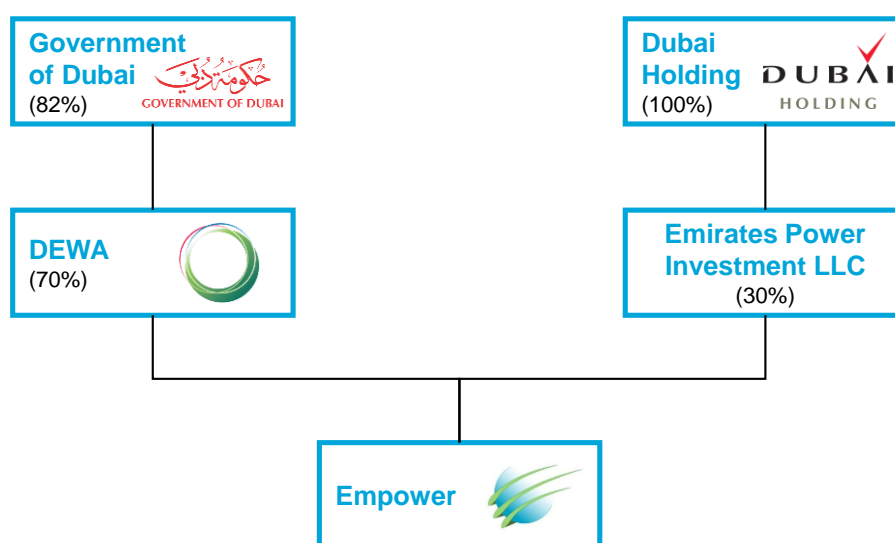 Government
of Dubai
(82%)
حكومة دبي
GOVERNMENT OF DUBAI
Dubai
Holding
(100%)
DUBAI
HOLDING
DEWA
(70%)
Emirates Power
Investment LLC
(30%)
Empower